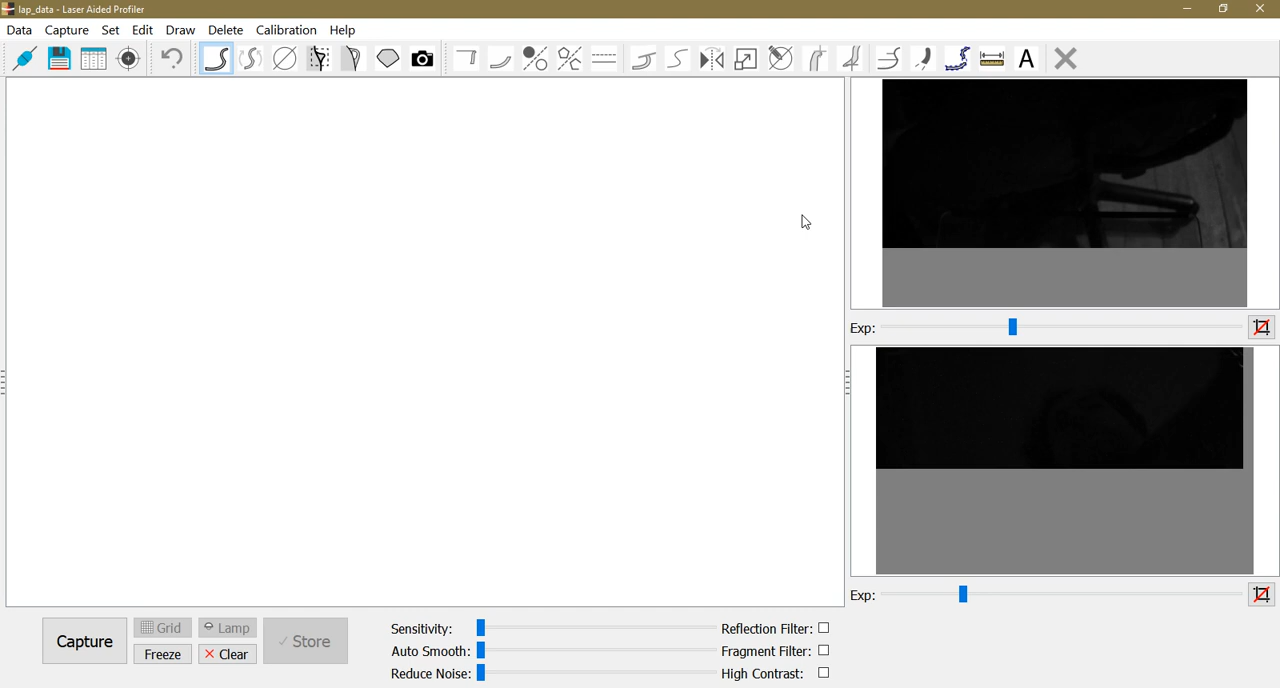 lap_data - Laser Aided Profiler
Data Capture Set Edit Draw Delete Calibration Help
A
Exp:
Exp:
Capture Grid Lamp Store
Freeze Clear
Sensitivity: Reflection Filter:
Auto Smooth: Fragment Filter:
Reduce Noise: High Contrast: